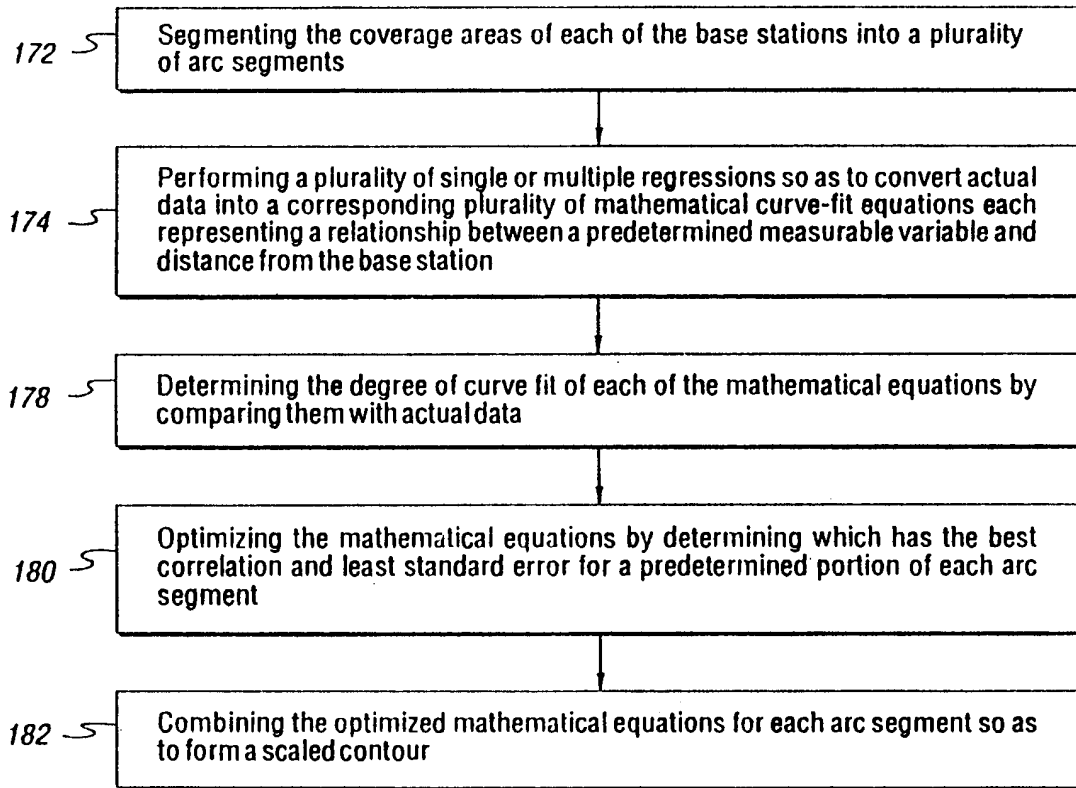 172
Segmenting the coverage areas of each of the base stations into a plurality
of arc segments
174
Performing a plurality of single or multiple regressions so as to convert actual
data into a corresponding plurality of mathematical curve-fit equations each
representing a relationship between a predetermined measurable variable and
distance from the base station
178
Determining the degree of curve fit of each of the mathematical equations by
comparing them with actual data
180
Optimizing the mathematical equations by determining which has the best
correlation and least standard error for a predetermined portion of each arc
segment
182
Combining the optimized mathematical equations for each arc segment so as
to form a scaled contour